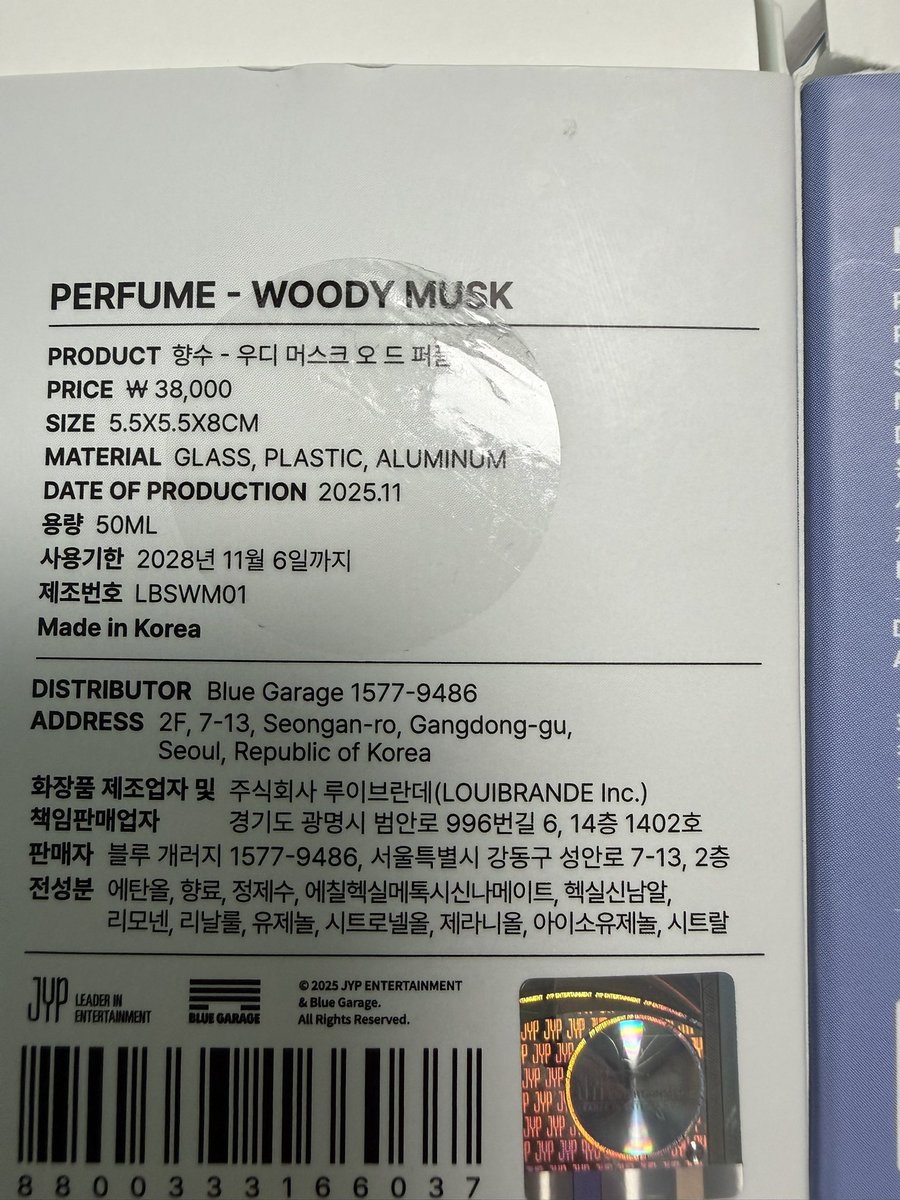 PERFUME - WOODY MUSK
PRODUCT 향수 - 우디 머스크 오 드 퍼퓸
PRICE ₩ 38,000
SIZE 5.5X5.5X8CM
MATERIAL GLASS, PLASTIC, ALUMINUM
DATE OF PRODUCTION 2025.11
용량 50ML
사용기한 2028년 11월 6일까지
제조번호 LBSWM01
Made in Korea
DISTRIBUTOR Blue Garage 1577-9486
ADDRESS 2F, 7-13, Seongan-ro, Gangdong-gu,
Seoul, Republic of Korea
화장품 제조업자 및 주식회사 루이브란데(LOUIBRANDE Inc.)
책임판매업자 경기도 광명시 범안로 996번길 6, 14층 1402호
판매자 블루 개러지 1577-9486, 서울특별시 강동구 성안로 7-13, 2층
전성분 에탄올, 향료, 정제수, 에칠헥실메톡시신나메이트, 헥실신남알,
리모넨, 리날룰, 유제놀, 시트로넬올, 제라니올, 아이소유제놀, 시트랄
JYP LEADER IN
ENTERTAINMENT
BLUE GARAGE
© 2025 JYP ENTERTAINMENT
& Blue Garage.
All Rights Reserved.
880333166037